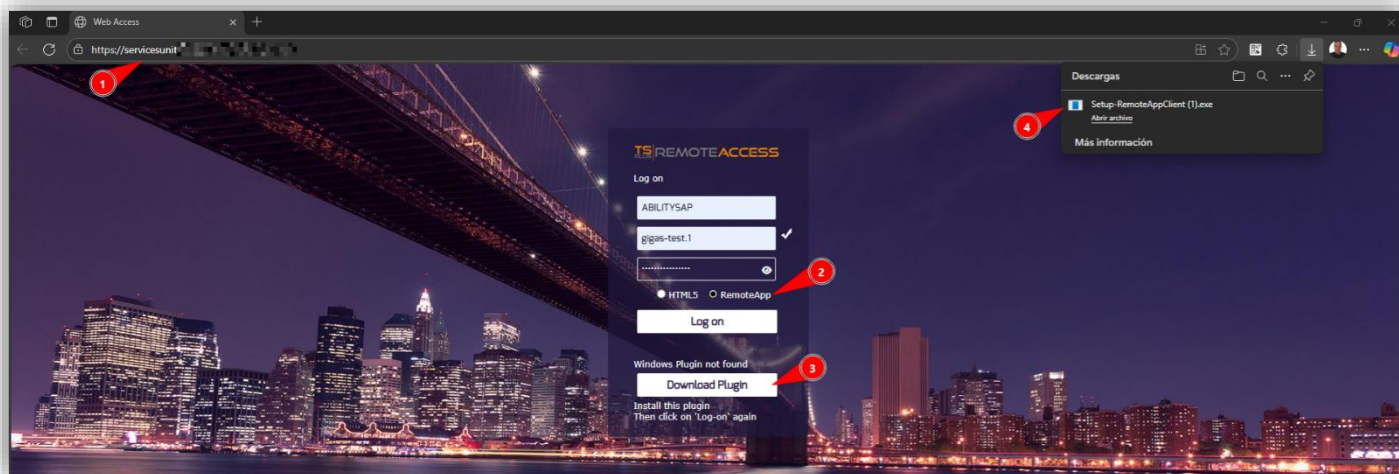 Web Access
https://servicesunit
1
Descargas
Setup-RemoteAppClient (1).exe
Abrir archivo
4
Más información
TS PLUS REMOTEACCESS
Log on
ABILITYSAP
gigas-test.1
................
2
HTML5 RemoteApp
Log on
Windows Plugin not found
3
Download Plugin
Install this plugin
Then click on 'Log-on' again